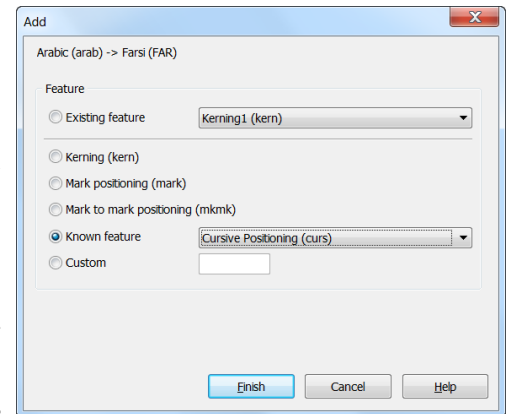 Add
Arabic (arab) -> Farsi (FAR)
Feature
Existing feature Kerning1 (kern)
Kerning (kern)
Mark positioning (mark)
Mark to mark positioning (mkmk)
Known feature Cursive Positioning (curs)
Custom
Finish Cancel Help